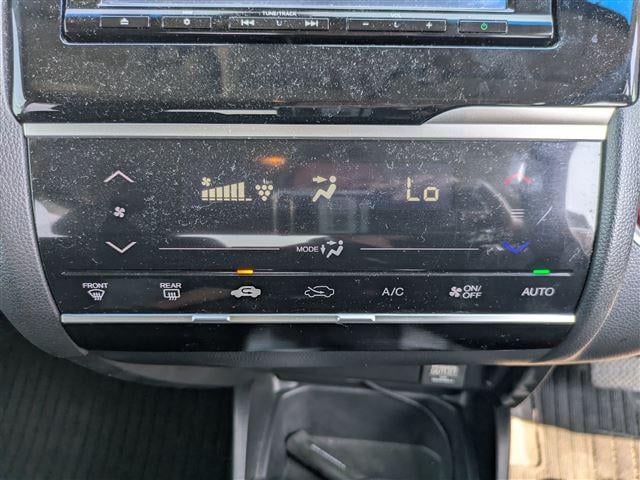 TUNE/TRACK
Lo
MODE
FRONT
REAR
A/C
ON/
OFF
AUTO